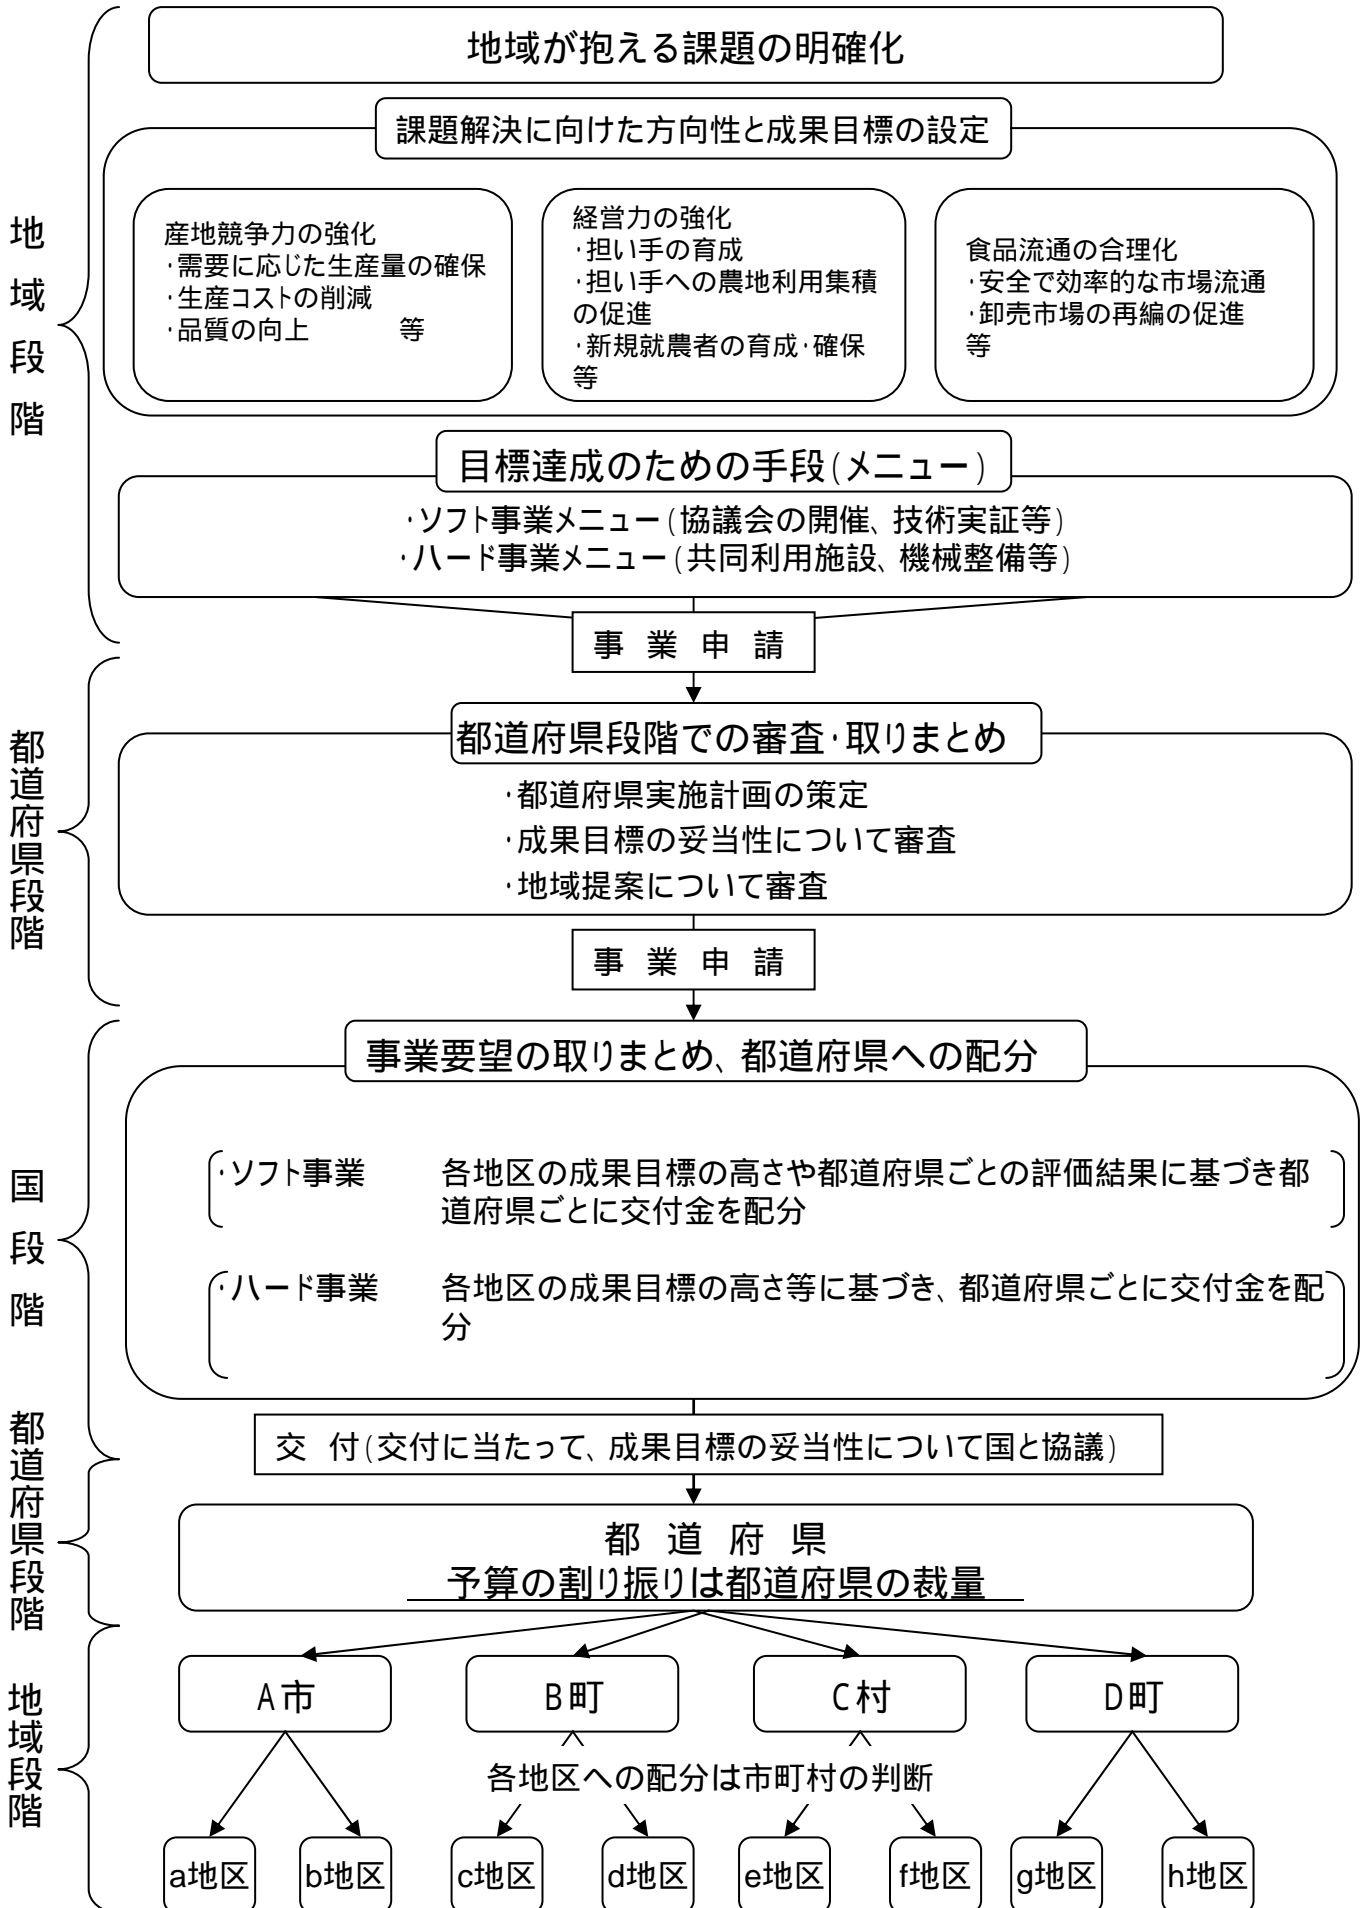 地域が抱える課題の明確化
課題解決に向けた方向性と成果目標の設定
地域段階
産地競争力の強化
・需要に応じた生産量の確保
・生産コストの削減
・品質の向上 等
経営力の強化
・担い手の育成
・担い手への農地利用集積
の促進
・新規就農者の育成・確保
等
食品流通の合理化
・安全で効率的な市場流通
・卸売市場の再編の促進
等
目標達成のための手段(メニュー)
・ソフト事業メニュー(協議会の開催、技術実証等)
・ハード事業メニュー(共同利用施設、機械整備等)
事 業 申 請
都道府県段階
都道府県段階での審査・取りまとめ
・都道府県実施計画の策定
・成果目標の妥当性について審査
・地域提案について審査
事 業 申 請
国段階
事業要望の取りまとめ、都道府県への配分
・ソフト事業 各地区の成果目標の高さや都道府県ごとの評価結果に基づき都
道府県ごとに交付金を配分
・ハード事業 各地区の成果目標の高さ等に基づき、都道府県ごとに交付金を配
分
交 付(交付に当たって、成果目標の妥当性について国と協議)
都道府県段階
都 道 府 県
予算の割り振りは都道府県の裁量
地域段階
A市 B町 C村 D町
各地区への配分は市町村の判断
a地区 b地区 c地区 d地区 e地区 f地区 g地区 h地区